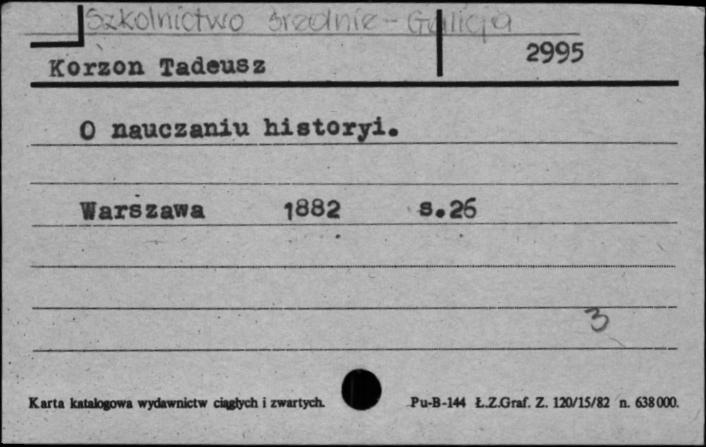 Szkolnictwo średnie - Galicja
Korzon Tadeusz 2995
O nauczaniu historyi.
Warszawa 1882 s.26
3
Karta katalogowa wydawnictw ciągłych i zwartych. Pu-B-144 Ł.Z.Graf. Z. 120/15/82 n. 638000.